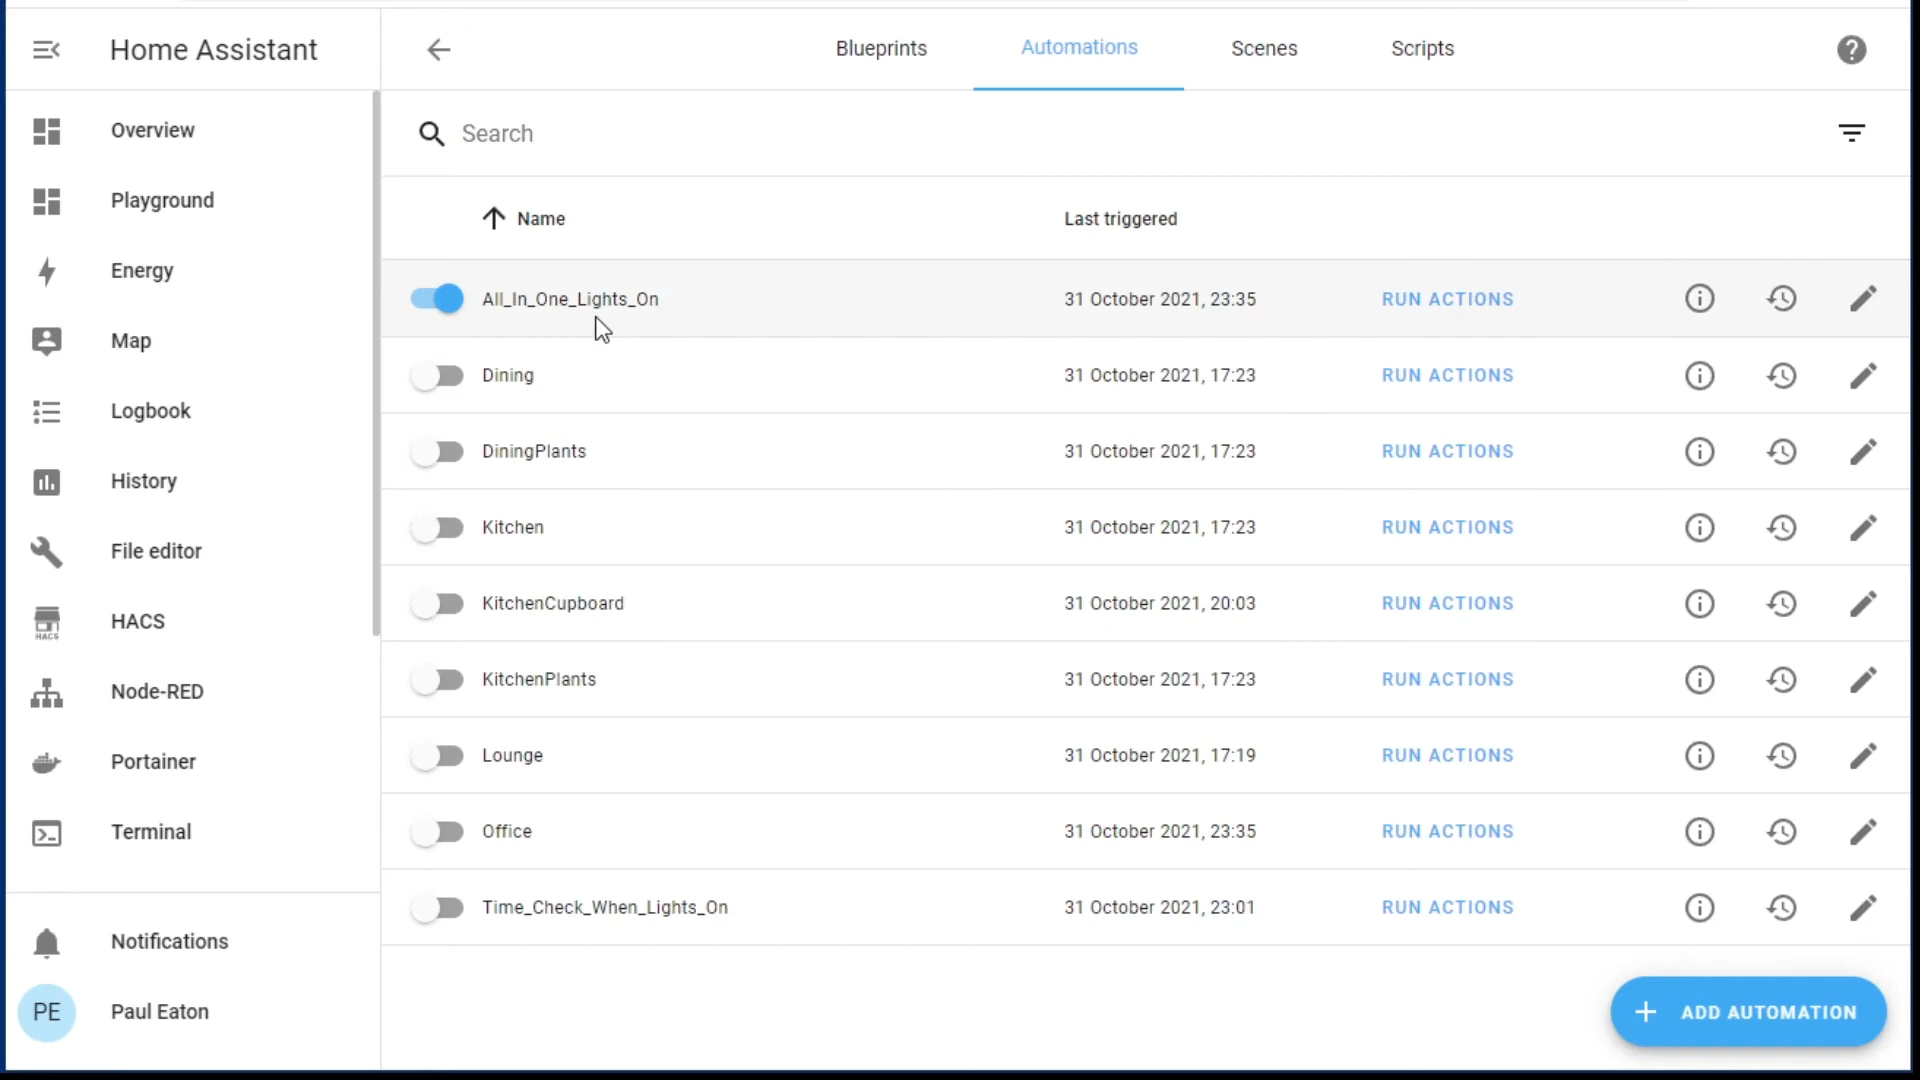 Home Assistant
Blueprints
Automations
Scenes
Scripts
Overview
Playground
Energy
Map
Logbook
History
File editor
HACS
HACS
Node-RED
Portainer
Terminal
Notifications
PE
Paul Eaton
Search
Name Last triggered
All_In_One_Lights_On 31 October 2021, 23:35 RUN ACTIONS
Dining 31 October 2021, 17:23 RUN ACTIONS
DiningPlants 31 October 2021, 17:23 RUN ACTIONS
Kitchen 31 October 2021, 17:23 RUN ACTIONS
KitchenCupboard 31 October 2021, 20:03 RUN ACTIONS
KitchenPlants 31 October 2021, 17:23 RUN ACTIONS
Lounge 31 October 2021, 17:19 RUN ACTIONS
Office 31 October 2021, 23:35 RUN ACTIONS
Time_Check_When_Lights_On 31 October 2021, 23:01 RUN ACTIONS
ADD AUTOMATION